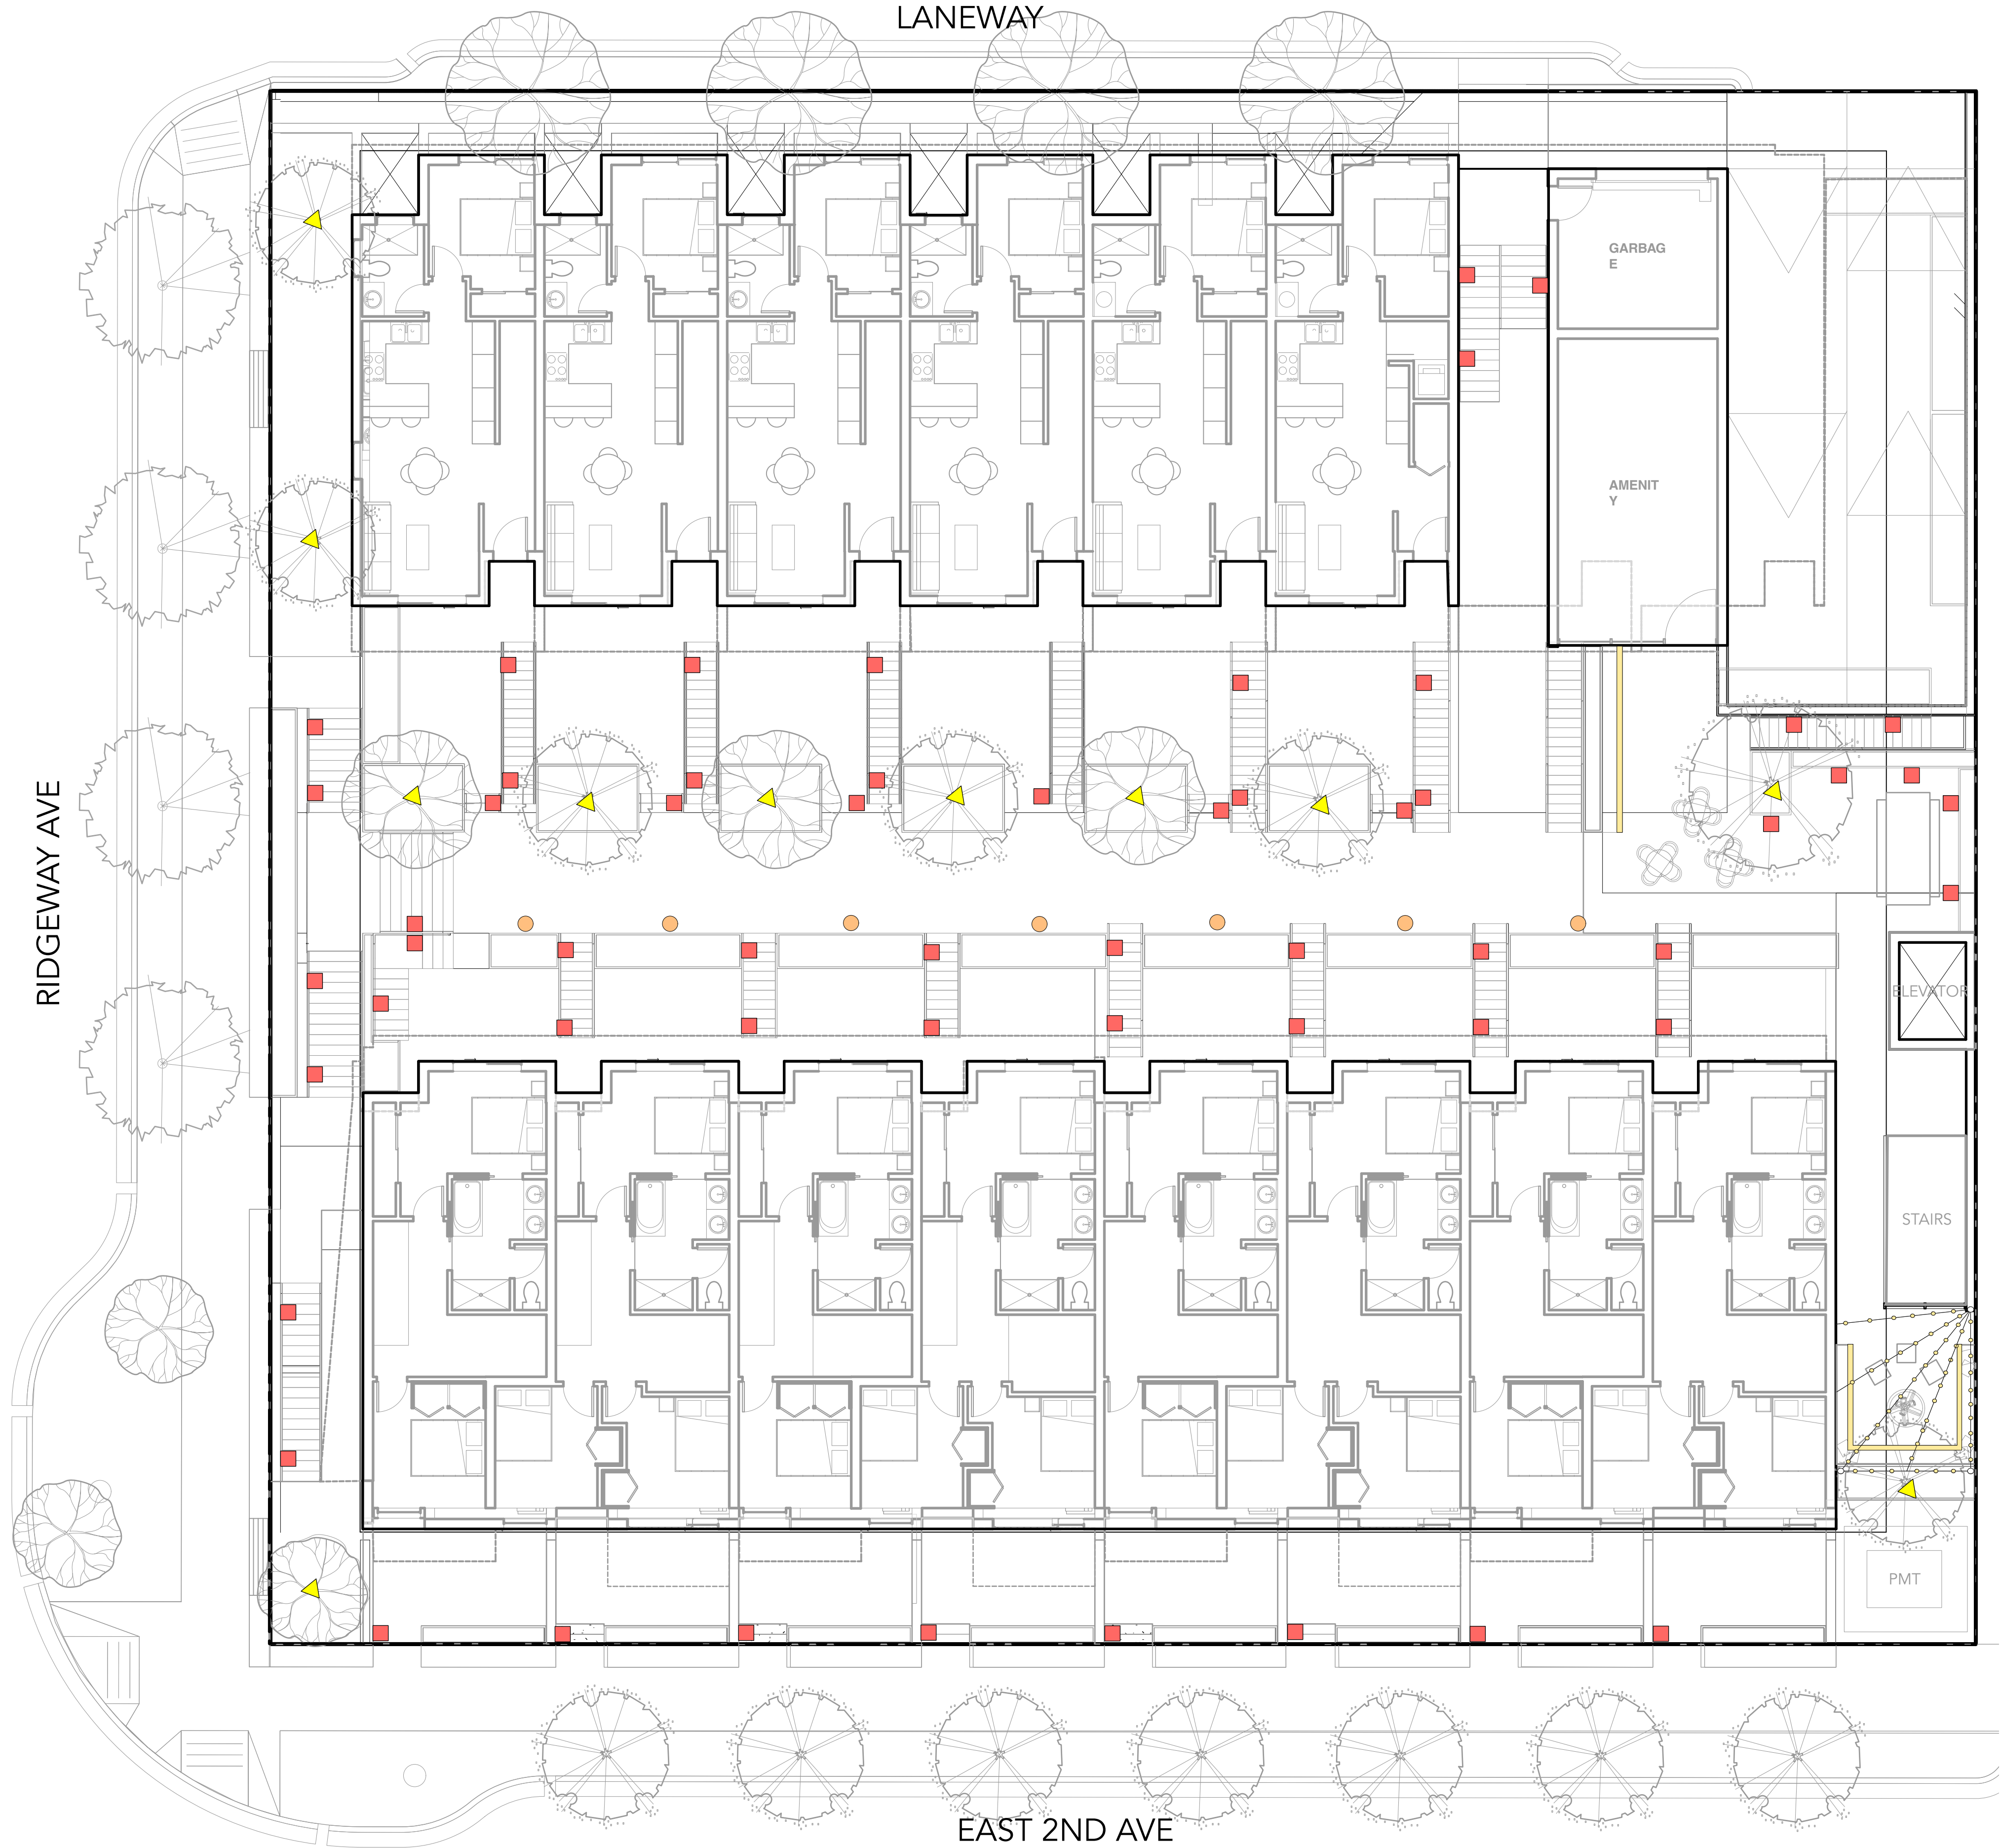 LANEWAY
GARBAG
E
AMENIT
Y
RIDGEWAY AVE
ELEVATOR
STAIRS
PMT
EAST 2ND AVE